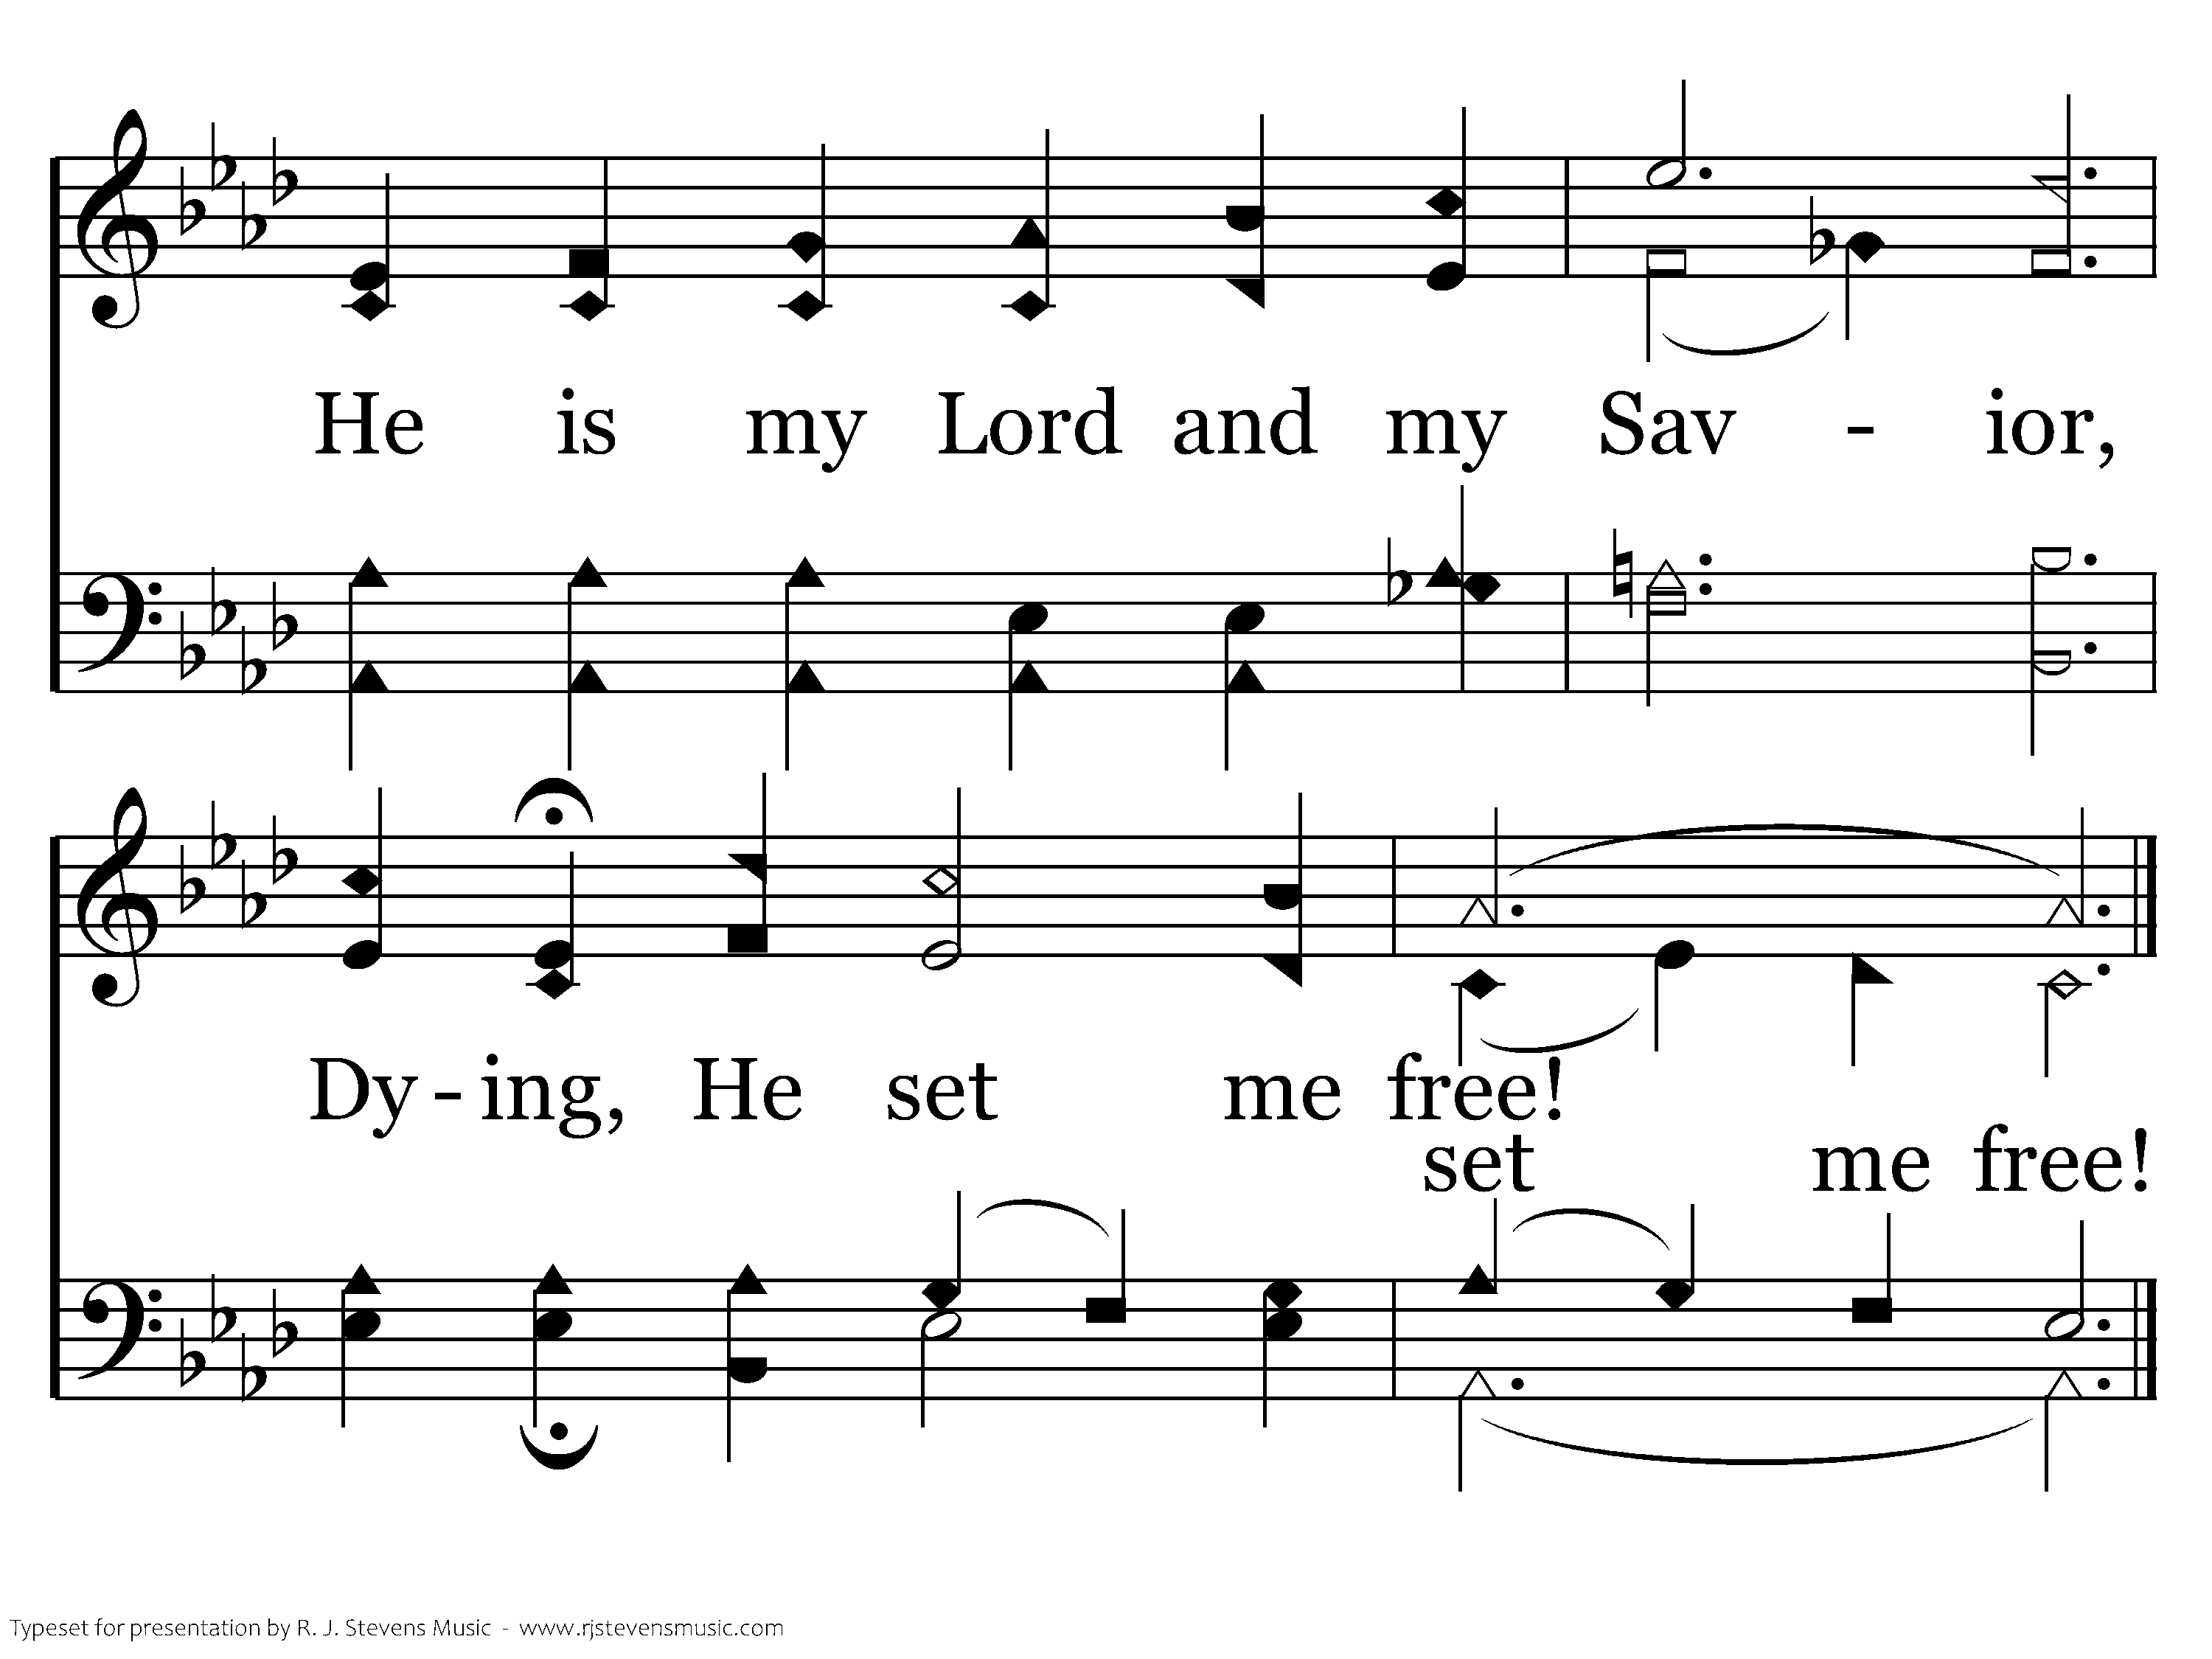 He is my Lord and my Sav - ior,
Dy - ing, He set me free!
set me free!
Typeset for presentation by R. J. Stevens Music - www.rjstevensmusic.com